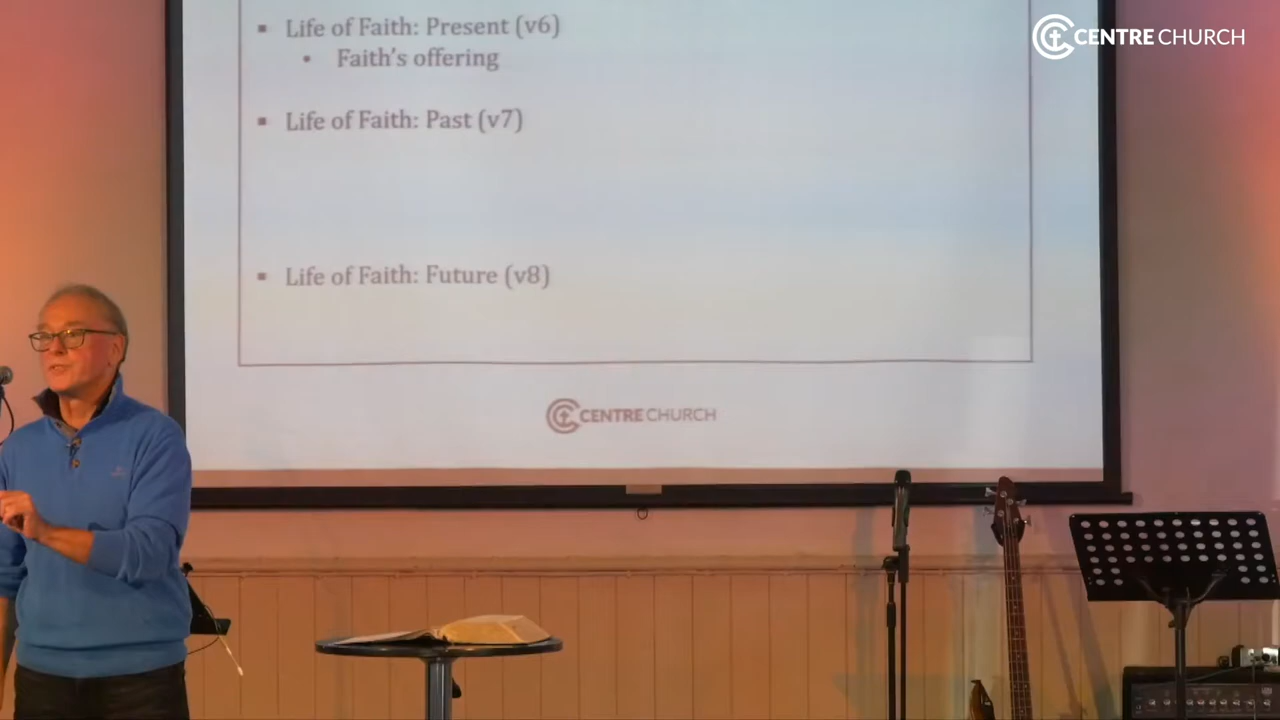 ▪ Life of Faith: Present (v6)
• Faith's offering
▪ Life of Faith: Past (v7)
▪ Life of Faith: Future (v8)
CENTRE CHURCH
CENTRE CHURCH